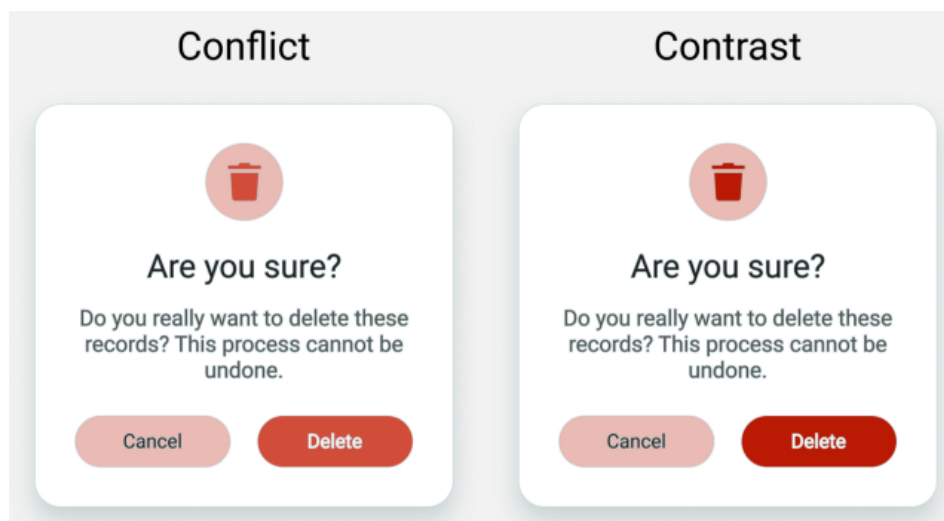 Conflict
Contrast
Are you sure?
Do you really want to delete these
records? This process cannot be
undone.
Cancel
Delete
Are you sure?
Do you really want to delete these
records? This process cannot be
undone.
Cancel
Delete